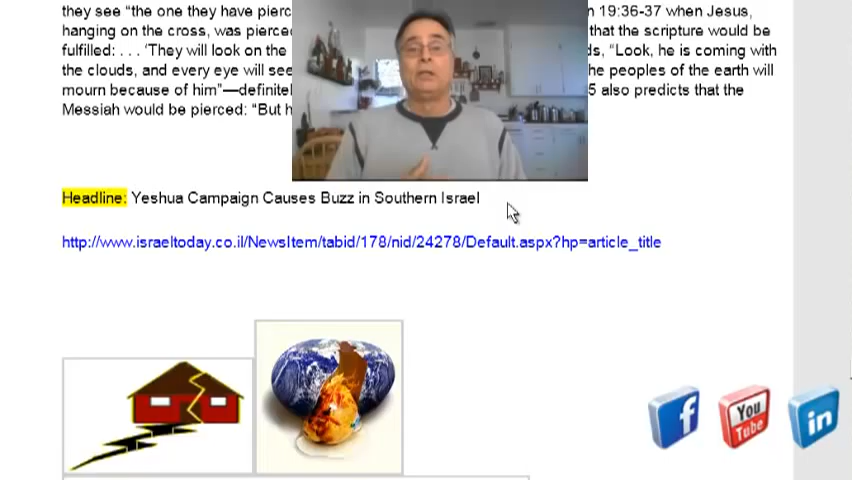 they see “the one they have pierc n 19:36-37 when Jesus,
hanging on the cross, was pierced that the scripture would be
fulfilled: . . . ‘They will look on the ds, “Look, he is coming with
the clouds, and every eye will see he peoples of the earth will
mourn because of him”—definitel 5 also predicts that the
Messiah would be pierced: “But h
Headline: Yeshua Campaign Causes Buzz in Southern Israel
http://www.israeltoday.co.il/NewsItem/tabid/178/nid/24278/Default.aspx?hp=article_title
f You Tube in